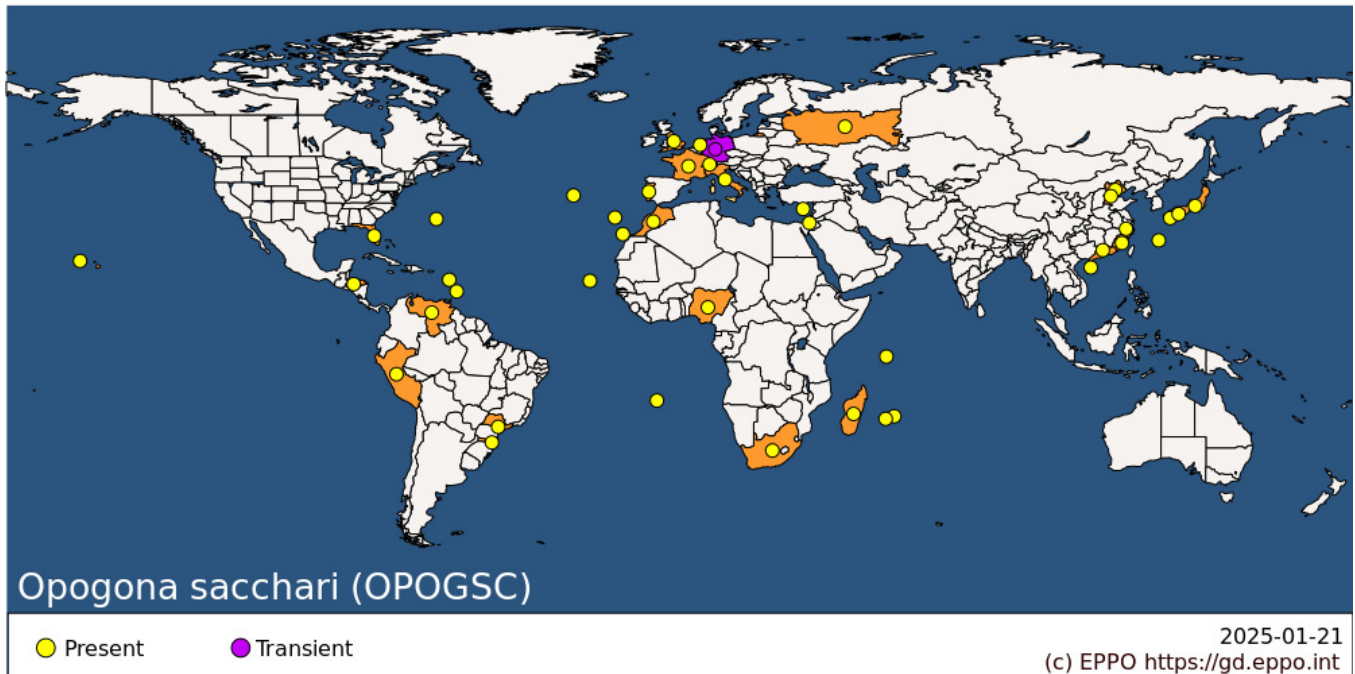 Opogona sacchari (OPOGSC)
Present
Transient
2025-01-21
(c) EPPO https://gd.eppo.int